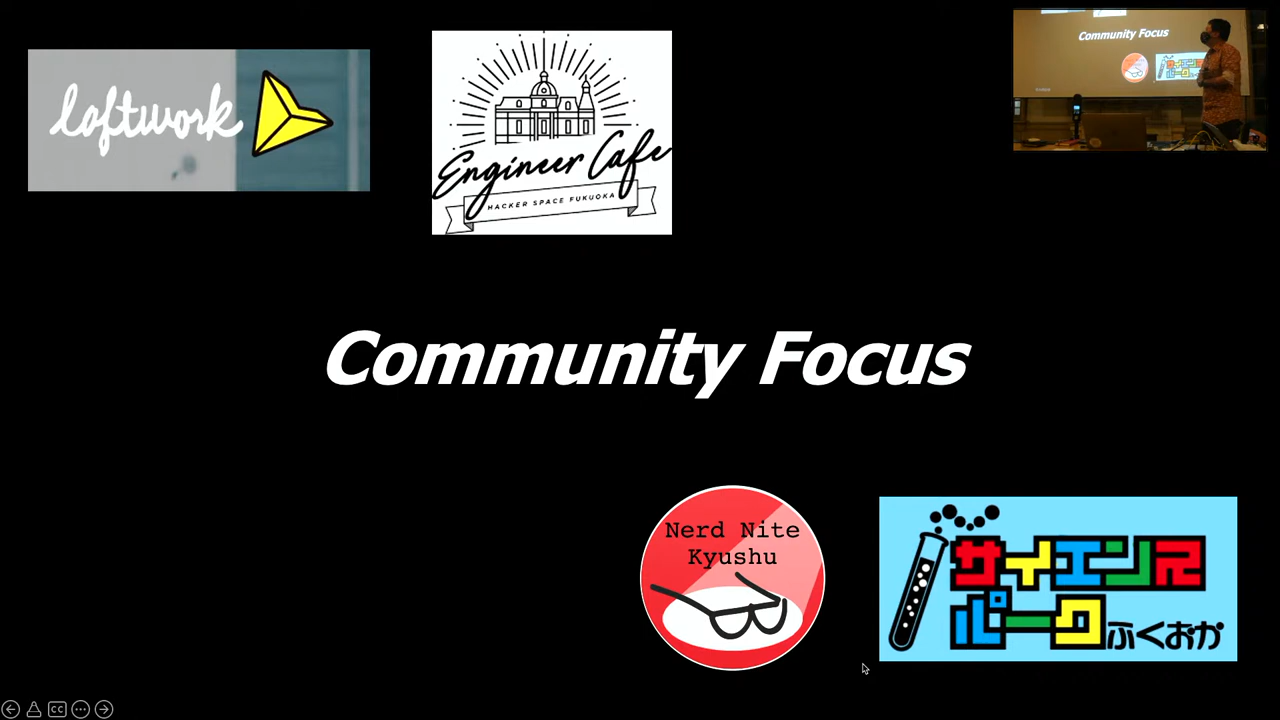 loftwork
Engineer Cafe
HACKER SPACE FUKUOKA
Community Focus
Community Focus
Nerd Nite
Kyushu
サイエンス
パークふくおか
CC